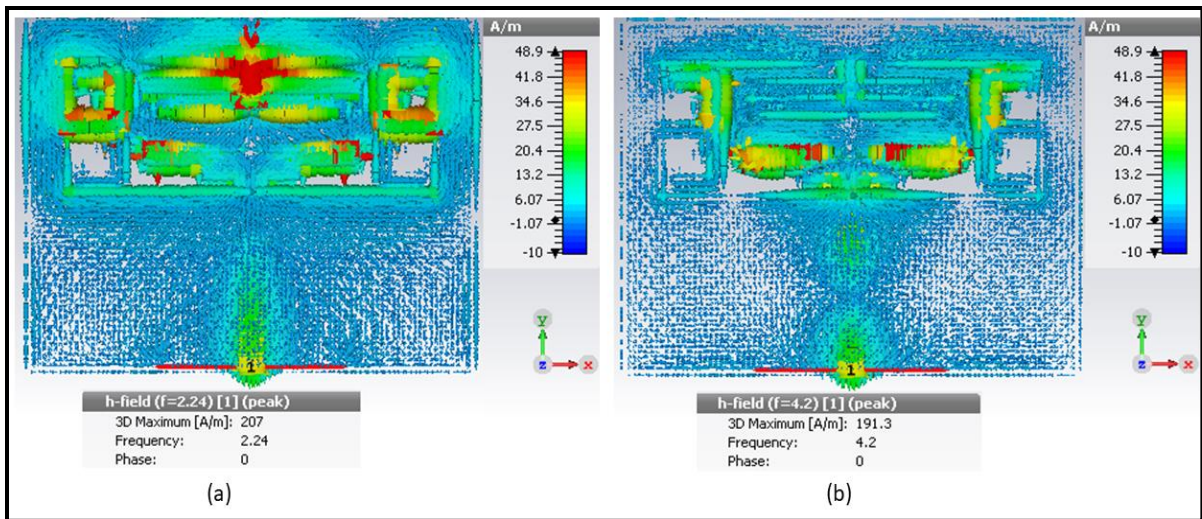 A/m
48.9
41.8
34.6
27.5
20.4
13.2
6.07
-1.07
-10
y
z
x
1
h-field (f=2.24) [1] (peak)
3D Maximum [A/m]: 207
Frequency: 2.24
Phase: 0
(a)
A/m
48.9
41.8
34.6
27.5
20.4
13.2
6.07
-1.07
-10
y
z
x
1
h-field (f=4.2) [1] (peak)
3D Maximum [A/m]: 191.3
Frequency: 4.2
Phase: 0
(b)